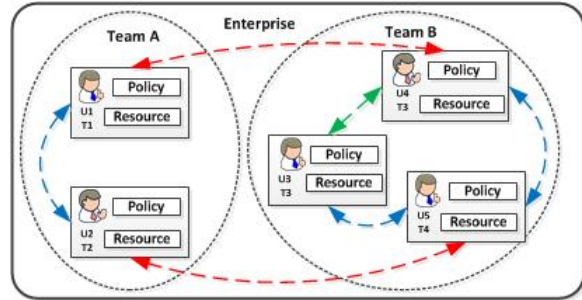 Enterprise
Team A
Team B
Policy
Resource
U1
T1
Policy
Resource
U2
T2
Policy
Resource
U4
T3
Policy
Resource
U3
T3
Policy
Resource
U5
T4